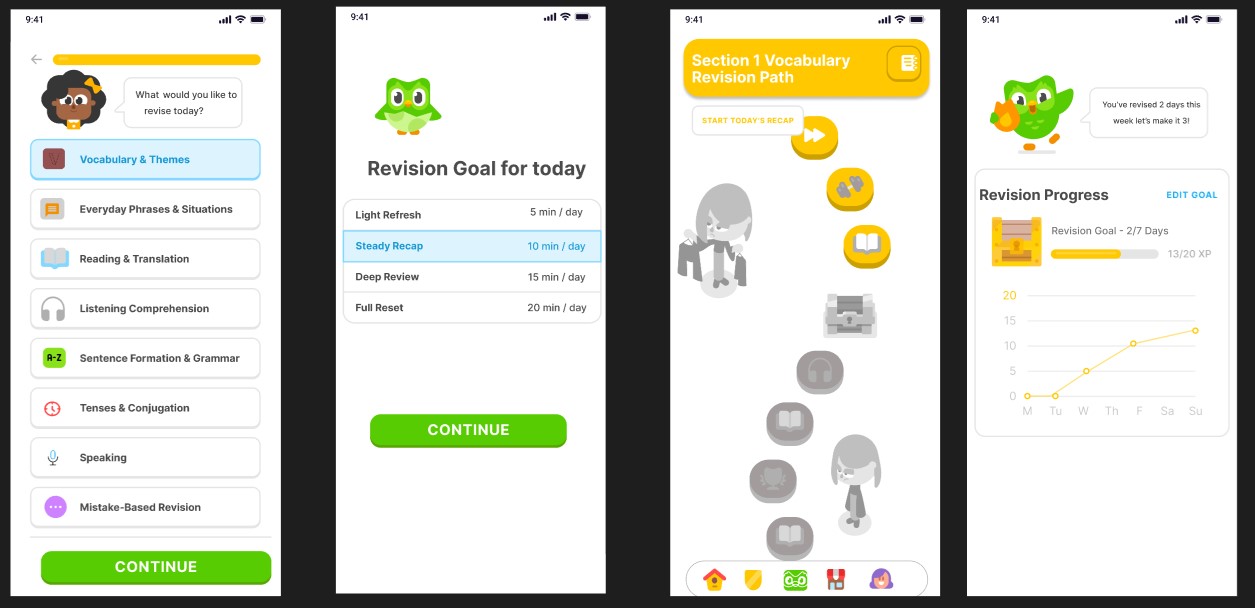 9:41
What would you like to
revise today?
Vocabulary & Themes
Everyday Phrases & Situations
Reading & Translation
Listening Comprehension
A-Z
Sentence Formation & Grammar
Tenses & Conjugation
Speaking
Mistake-Based Revision
CONTINUE
9:41
Revision Goal for today
Light Refresh 5 min / day
Steady Recap 10 min / day
Deep Review 15 min / day
Full Reset 20 min / day
CONTINUE
9:41
Section 1 Vocabulary
Revision Path
START TODAY'S RECAP
9:41
You've revised 2 days this
week let's make it 3!
Revision Progress EDIT GOAL
Revision Goal - 2/7 Days
13/20 XP
20
15
10
5
0
M Tu W Th F Sa Su